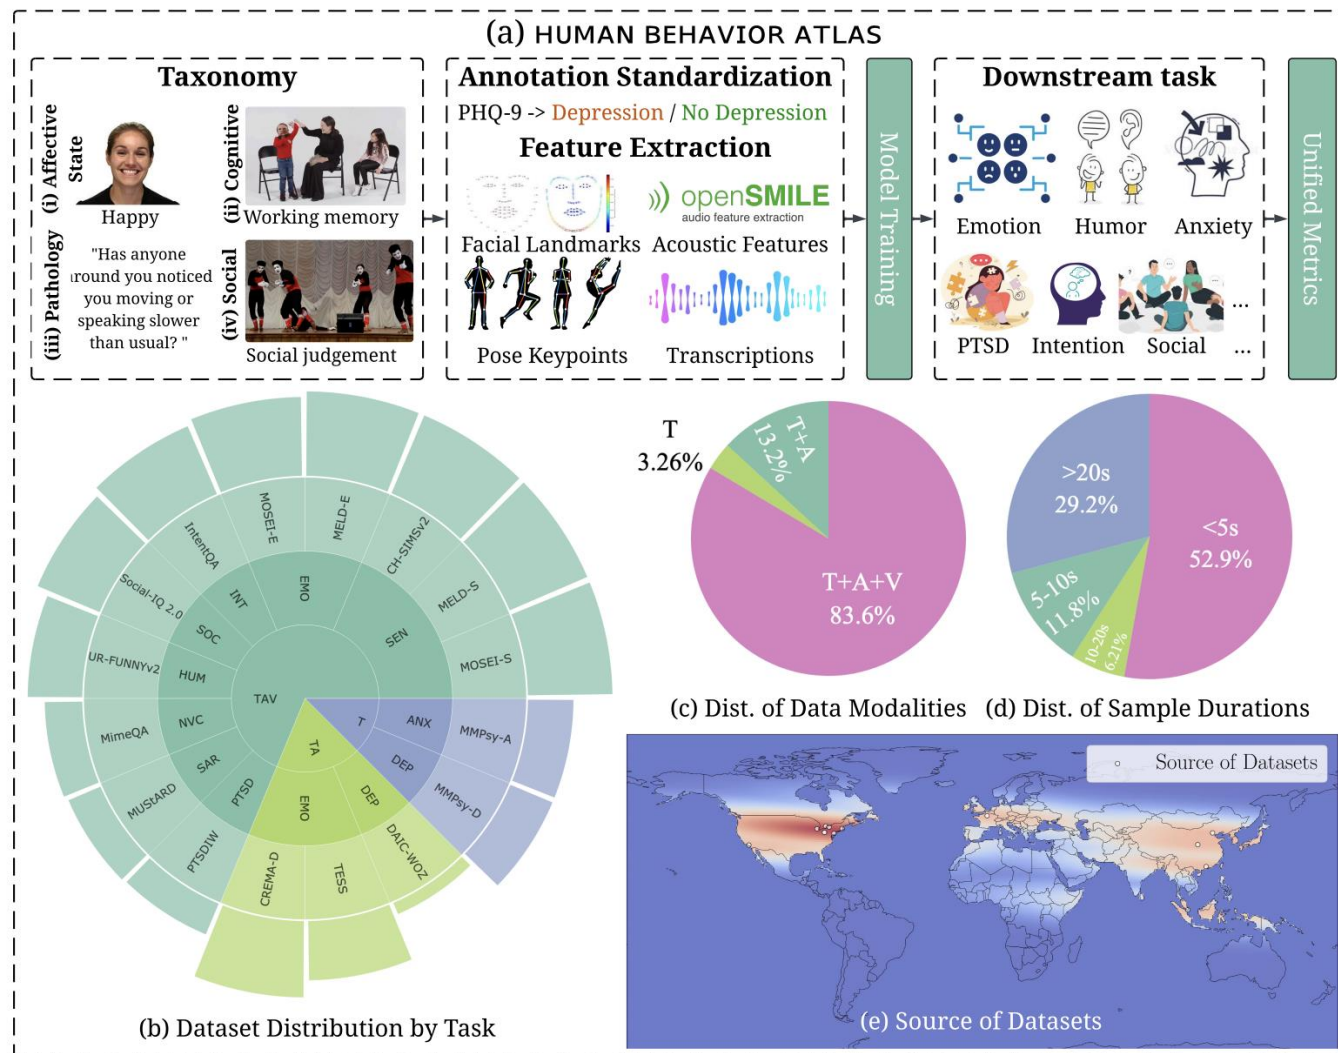 (a) HUMAN BEHAVIOR ATLAS
Taxonomy
(i) Affective
State
Happy
(ii) Cognitive
Working memory
(iii) Pathology
"Has anyone
round you noticed
you moving or
speaking slower
than usual? "
(iv) Social
Social judgement
Annotation Standardization
PHQ-9 -> Depression / No Depression
Feature Extraction
Facial Landmarks
openSMILE
audio feature extraction
Acoustic Features
Pose Keypoints
Transcriptions
Model Training
Downstream task
Emotion
Humor
Anxiety
PTSD
Intention
Social
...
...
Unified Metrics
MOSEI-E
MELD-E
CH-SIMSv2
MELD-S
MOSEI-S
IntentQA
Social-IQ 2.0
UR-FUNNYv2
MimeQA
MUStARD
PTSDIW
CREMA-D
TESS
DAIC-WOZ
MMPsy-D
MMPsy-A
EMO
SEN
INT
SOC
HUM
NVC
SAR
PTSD
EMO
DEP
DEP
ANX
TAV
TA
T
(b) Dataset Distribution by Task
T
3.26%
T+A
13.2%
T+A+V
83.6%
(c) Dist. of Data Modalities
>20s
29.2%
<5s
52.9%
5-10s
11.8%
10-20s
6.21%
(d) Dist. of Sample Durations
Source of Datasets
(e) Source of Datasets